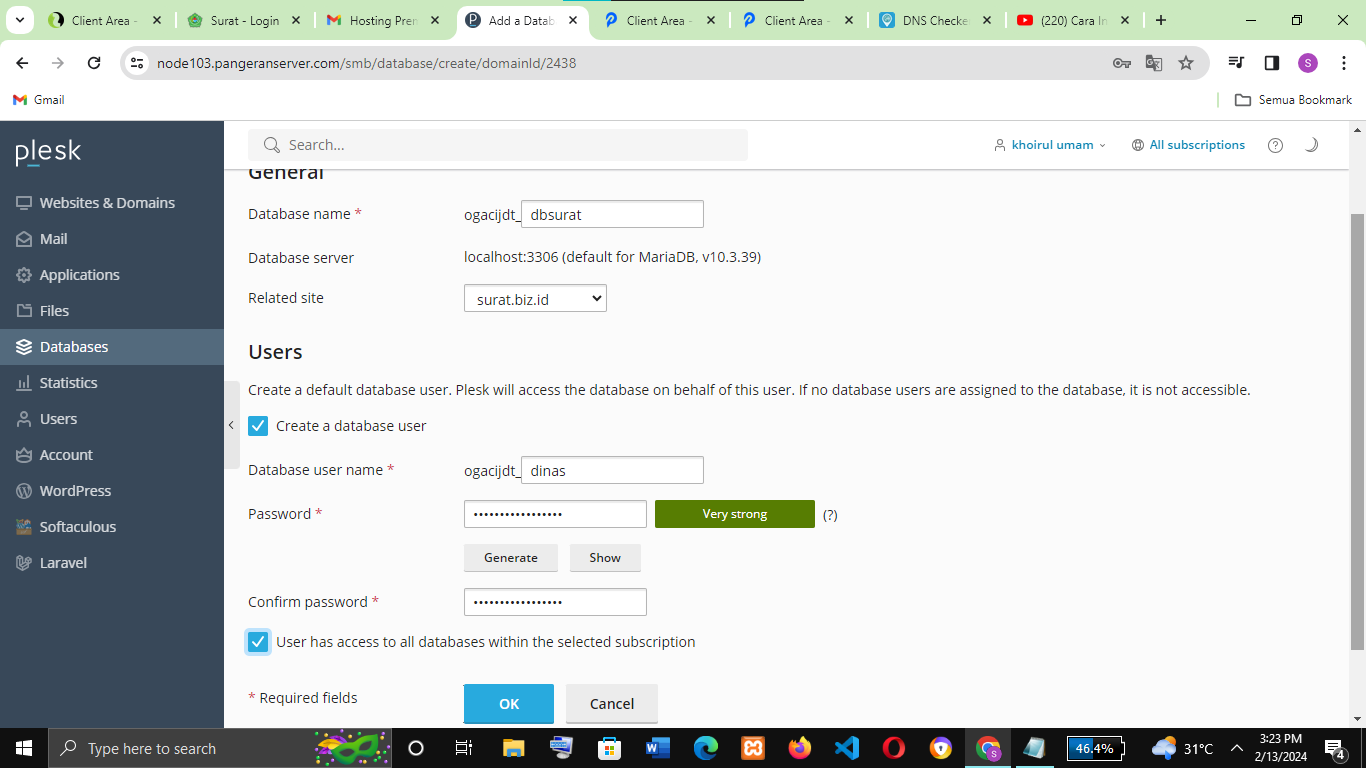 Client Area -
Surat - Login
Hosting Pren
Add a Datab
Client Area -
Client Area -
DNS Checke
(220) Cara In
node103.pangeranserver.com/smb/database/create/domainId/2438
S
Gmail
Semua Bookmark
plesk
Search...
khoirul umam
All subscriptions
Websites & Domains
Mail
Applications
Files
Databases
Statistics
Users
Account
WordPress
Softaculous
Laravel
General
Database name *
ogacijdt_ dbsurat
Database server
localhost:3306 (default for MariaDB, v10.3.39)
Related site
surat.biz.id
Users
Create a default database user. Plesk will access the database on behalf of this user. If no database users are assigned to the database, it is not accessible.
Create a database user
Database user name *
ogacijdt_ dinas
Password *
•••••••••••••••••
Very strong
(?)
Generate
Show
Confirm password *
•••••••••••••••••
User has access to all databases within the selected subscription
* Required fields
OK
Cancel
Type here to search
46.4%
31°C
3:23 PM
2/13/2024
4